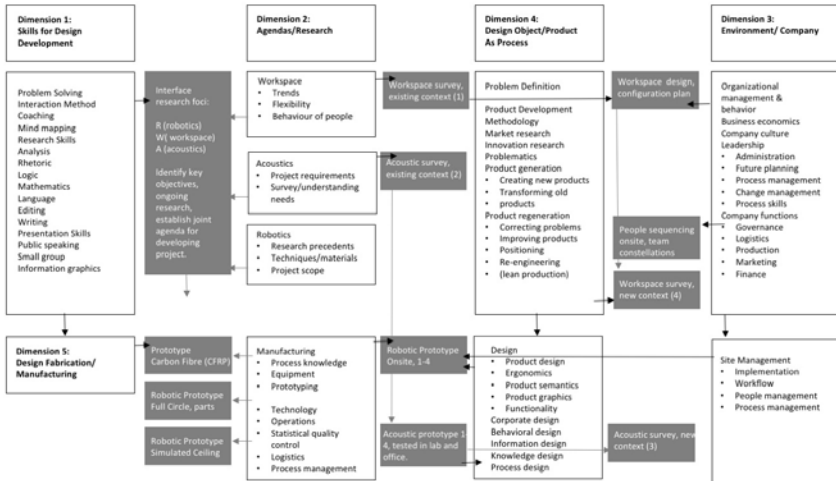 Dimension 1:
Skills for Design
Development
Dimension 2:
Agendas/Research
Dimension 4:
Design Object/Product
As Process
Dimension 3:
Environment/ Company
Problem Solving
Interaction Method
Coaching
Mind mapping
Research Skills
Analysis
Rhetoric
Logic
Mathematics
Language
Editing
Writing
Presentation Skills
Public speaking
Small group
Information graphics
Interface
research foci:
R (robotics)
W( workspace)
A (acoustics)
Identify key
objectives,
ongoing
research,
establish joint
agenda for
developing
project.
Workspace
• Trends
• Flexibility
• Behaviour of people
Acoustics
• Project requirements
• Survey/understanding
needs
Robotics
• Research precedents
• Techniques/materials
• Project scope
Workspace survey,
existing context (1)
Acoustic survey,
existing context (2)
Problem Definition
Product Development
Methodology
Market research
Innovation research
Problematics
Product generation
• Creating new products
• Transforming old
• products
Product regeneration
• Correcting problems
• Improving products
• Positioning
• Re-engineering
• (lean production)
Workspace design,
configuration plan
People sequencing
onsite, team
constellations
Workspace survey,
new context (4)
Organizational
management &
behavior
Business economics
Company culture
Leadership
• Administration
• Future planning
• Process management
• Change management
• Process skills
Company functions
• Governance
• Logistics
• Production
• Marketing
• Finance
Dimension 5:
Design Fabrication/
Manufacturing
Prototype
Carbon Fibre (CFRP)
Robotic Prototype
Full Circle, parts
Robotic Prototype
Simulated Ceiling
Manufacturing
• Process knowledge
• Equipment
• Prototyping
• Technology
• Operations
• Statistical quality
control
• Logistics
• Process management
Robotic Prototype
Onsite, 1-4
Acoustic prototype 1-
4, tested in lab and
office.
Design
• Product design
• Ergonomics
• Product semantics
• Product graphics
• Functionality
Corporate design
Behavioral design
Information design
Knowledge design
Process design
Acoustic survey, new
context (3)
Site Management
• Implementation
• Workflow
• People management
• Process management